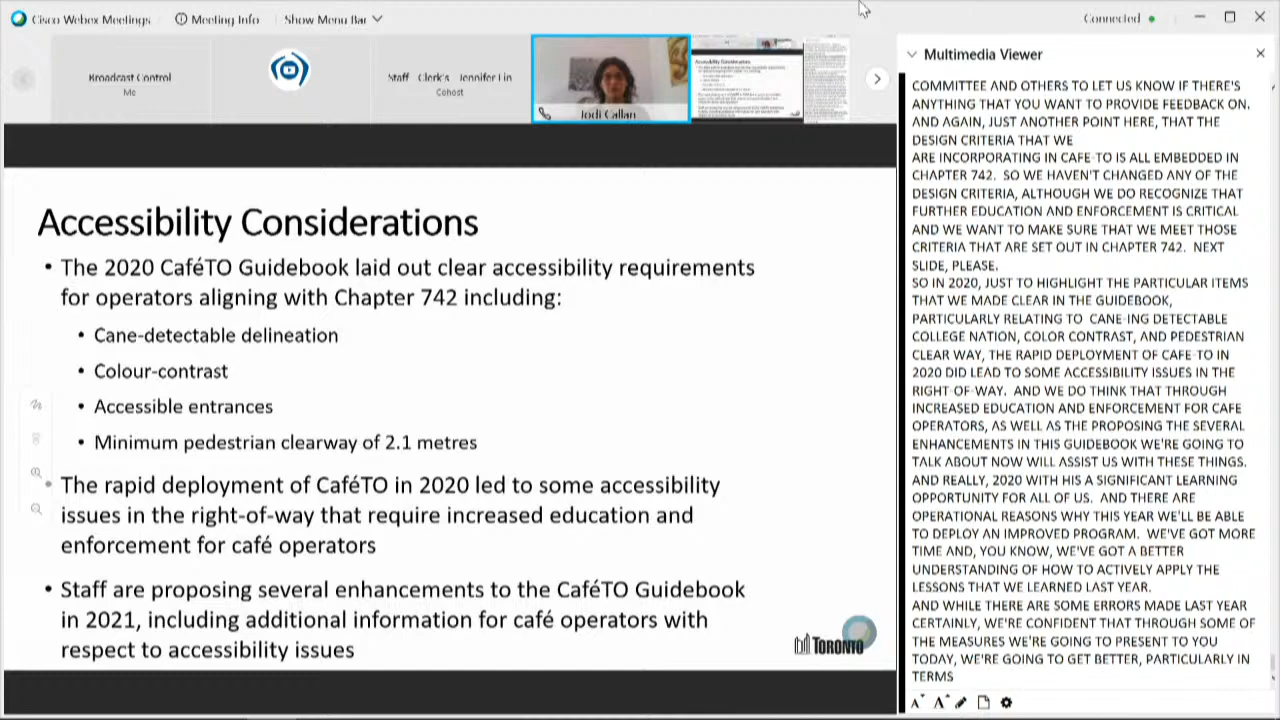 Cisco Webex Meetings
Meeting Info
Show Menu Bar
Connected
Staff
Clerk - Jennifer Lin
Cohost
Jodi Callan
Accessibility Considerations
Multimedia Viewer
Accessibility Considerations
• The 2020 CaféTO Guidebook laid out clear accessibility requirements
for operators aligning with Chapter 742 including:
• Cane-detectable delineation
• Colour-contrast
• Accessible entrances
• Minimum pedestrian clearway of 2.1 metres
• The rapid deployment of CaféTO in 2020 led to some accessibility
issues in the right-of-way that require increased education and
enforcement for café operators
• Staff are proposing several enhancements to the CaféTO Guidebook
in 2021, including additional information for café operators with
respect to accessibility issues
TORONTO
COMMITTEE AND OTHERS TO LET US KNOW IF THERE'S
ANYTHING THAT YOU WANT TO PROVIDE FEEDBACK ON.
AND AGAIN, JUST ANOTHER POINT HERE, THAT THE
DESIGN CRITERIA THAT WE
ARE INCORPORATING IN CAFE TO IS ALL EMBEDDED IN
CHAPTER 742. SO WE HAVEN'T CHANGED ANY OF THE
DESIGN CRITERIA, ALTHOUGH WE DO RECOGNIZE THAT
FURTHER EDUCATION AND ENFORCEMENT IS CRITICAL
AND WE WANT TO MAKE SURE THAT WE MEET THOSE
CRITERIA THAT ARE SET OUT IN CHAPTER 742. NEXT
SLIDE, PLEASE.
SO IN 2020, JUST TO HIGHLIGHT THE PARTICULAR ITEMS
THAT WE MADE CLEAR IN THE GUIDEBOOK,
PARTICULARLY RELATING TO CANE-ING DETECTABLE
COLLEGE NATION, COLOR CONTRAST, AND PEDESTRIAN
CLEAR WAY, THE RAPID DEPLOYMENT OF CAFE-TO IN
2020 DID LEAD TO SOME ACCESSIBILITY ISSUES IN THE
RIGHT-OF-WAY. AND WE DO THINK THAT THROUGH
INCREASED EDUCATION AND ENFORCEMENT FOR CAFE
OPERATORS, AS WELL AS THE PROPOSING THE SEVERAL
ENHANCEMENTS IN THIS GUIDEBOOK WE'RE GOING TO
TALK ABOUT NOW WILL ASSIST US WITH THESE THINGS.
AND REALLY, 2020 WITH HIS A SIGNIFICANT LEARNING
OPPORTUNITY FOR ALL OF US. AND THERE ARE
OPERATIONAL REASONS WHY THIS YEAR WE'LL BE ABLE
TO DEPLOY AN IMPROVED PROGRAM. WE'VE GOT MORE
TIME AND, YOU KNOW, WE'VE GOT A BETTER
UNDERSTANDING OF HOW TO ACTIVELY APPLY THE
LESSONS THAT WE LEARNED LAST YEAR.
AND WHILE THERE ARE SOME ERRORS MADE LAST YEAR
CERTAINLY, WE'RE CONFIDENT THAT THROUGH SOME OF
THE MEASURES WE'RE GOING TO PRESENT TO YOU
TODAY, WE'RE GOING TO GET BETTER, PARTICULARLY IN
TERMS